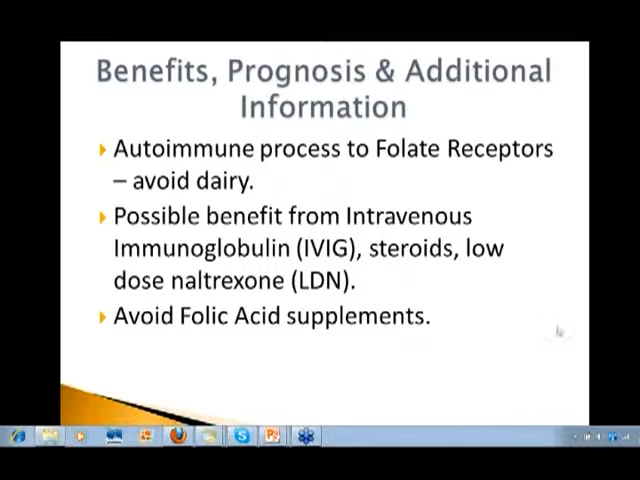 Benefits, Prognosis & Additional
Information
Autoimmune process to Folate Receptors
– avoid dairy.
Possible benefit from Intravenous
Immunoglobulin (IVIG), steroids, low
dose naltrexone (LDN).
Avoid Folic Acid supplements.